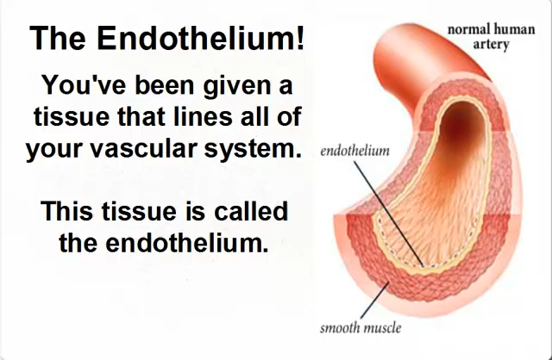 The Endothelium!
You've been given a
tissue that lines all of
your vascular system.
This tissue is called
the endothelium.
normal human
artery
endothelium
smooth muscle